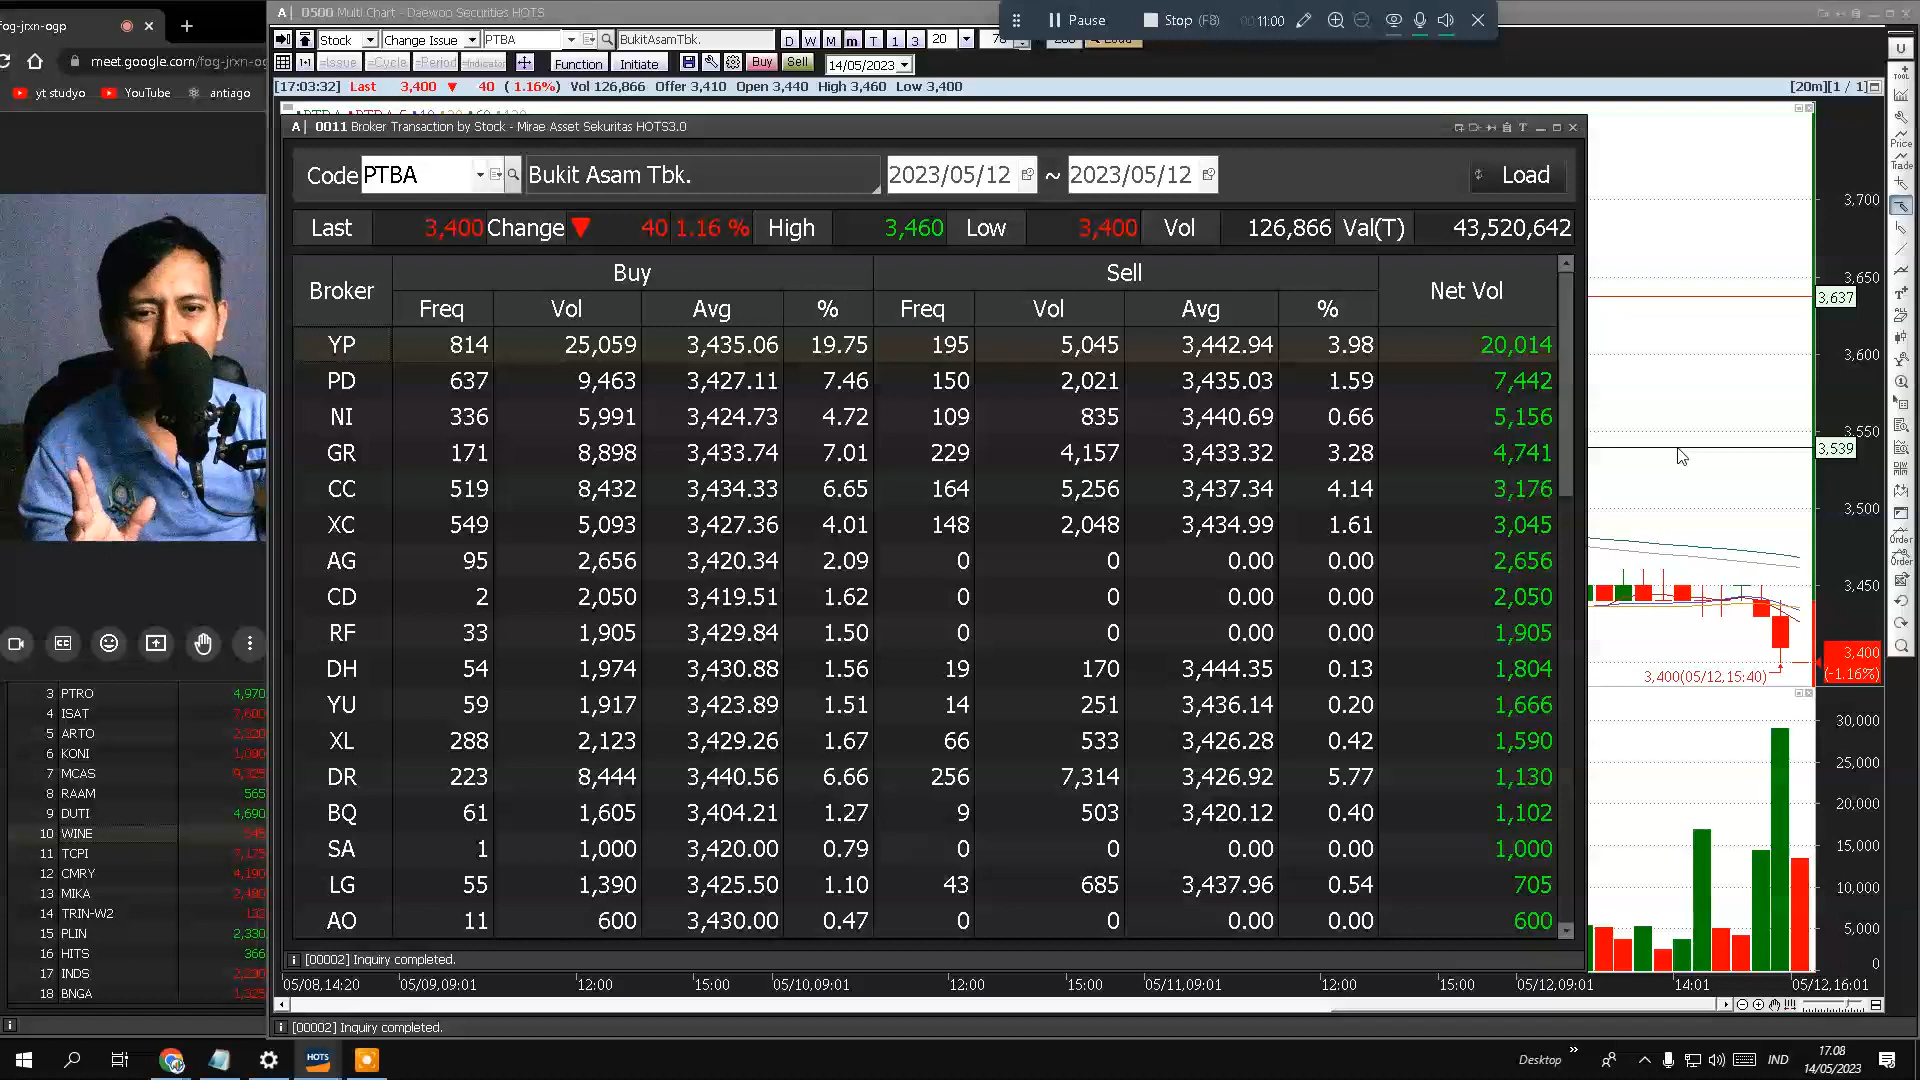 fog-jrxn-ogp
meet.google.com/fog-jrxn-og
yt studyo YouTube antiago
0500 Multi Chart - Daewoo Securities HOTS
Pause Stop (F8) 00:11:00
Stock Change Issue PTBA BukitAsamTbk. D W M m T 1 3 20
Function Initiate Buy Sell 14/05/2023
[17:03:32] Last 3,400 ▼ 40 ( 1.16%) Vol 126,866 Offer 3,410 Open 3,440 High 3,460 Low 3,400 [20m][1 / 1]
A| 0011 Broker Transaction by Stock - Mirae Asset Sekuritas HOTS3.0
Code PTBA Bukit Asam Tbk. 2023/05/12 ~ 2023/05/12 Load
Last 3,400 Change ▼ 40 1.16 % High 3,460 Low 3,400 Vol 126,866 Val(T) 43,520,642
Broker Buy Sell Net Vol
Freq Vol Avg % Freq Vol Avg %
YP 814 25,059 3,435.06 19.75 195 5,045 3,442.94 3.98 20,014
PD 637 9,463 3,427.11 7.46 150 2,021 3,435.03 1.59 7,442
NI 336 5,991 3,424.73 4.72 109 835 3,440.69 0.66 5,156
GR 171 8,898 3,433.74 7.01 229 4,157 3,433.32 3.28 4,741
CC 519 8,432 3,434.33 6.65 164 5,256 3,437.34 4.14 3,176
XC 549 5,093 3,427.36 4.01 148 2,048 3,434.99 1.61 3,045
AG 95 2,656 3,420.34 2.09 0 0 0.00 0.00 2,656
CD 2 2,050 3,419.51 1.62 0 0 0.00 0.00 2,050
RF 33 1,905 3,429.84 1.50 0 0 0.00 0.00 1,905
DH 54 1,974 3,430.88 1.56 19 170 3,444.35 0.13 1,804
YU 59 1,917 3,423.89 1.51 14 251 3,436.14 0.20 1,666
XL 288 2,123 3,429.26 1.67 66 533 3,426.28 0.42 1,590
DR 223 8,444 3,440.56 6.66 256 7,314 3,426.92 5.77 1,130
BQ 61 1,605 3,404.21 1.27 9 503 3,420.12 0.40 1,102
SA 1 1,000 3,420.00 0.79 0 0 0.00 0.00 1,000
LG 55 1,390 3,425.50 1.10 43 685 3,437.96 0.54 705
AO 11 600 3,430.00 0.47 0 0 0.00 0.00 600
[00002] Inquiry completed.
05/08,14:20 05/09,09:01 12:00 15:00 05/10,09:01 12:00 15:00 05/11,09:01 12:00 15:00 05/12,09:01 14:01 05/12,16:01
[00002] Inquiry completed.
3,700
3,650
3,637
3,600
3,550
3,539
3,500
3,450
3,400
(-1.16%)
3,400(05/12,15:40)
30,000
25,000
20,000
15,000
10,000
5,000
0
U
TOOL
Price
Trade
Order
Order
3 PTRO 4,970
4 ISAT 7,600
5 ARTO 2,320
6 KONI 1,090
7 MCAS 9,325
8 RAAM 565
9 DUTI 4,690
10 WINE 545
11 TCPI 7,175
12 CMRY 4,190
13 MIKA 2,480
14 TRIN-W2 132
15 PLIN 2,330
16 HITS 366
17 INDS 2,230
18 BNGA 1,325
HOTS
Desktop
IND
17.08
14/05/2023